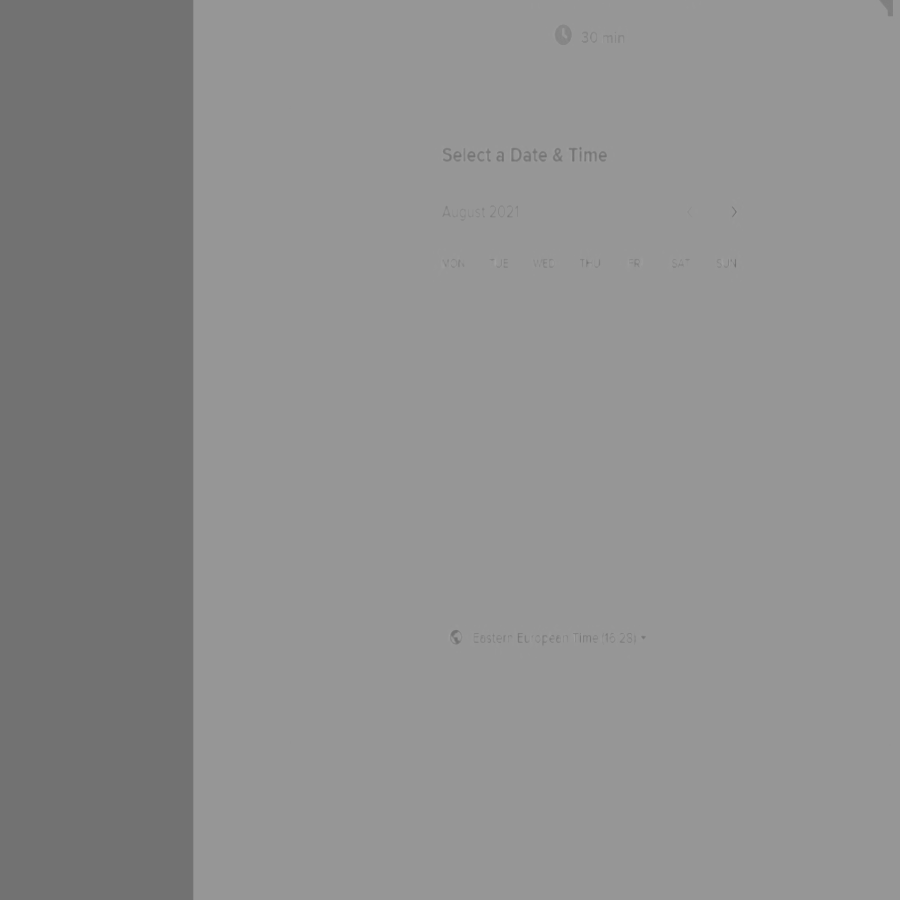 30 min
Select a Date & Time
August 2021
MON TUE WED THU FRI SAT SUN
Eastern European Time (16:29)